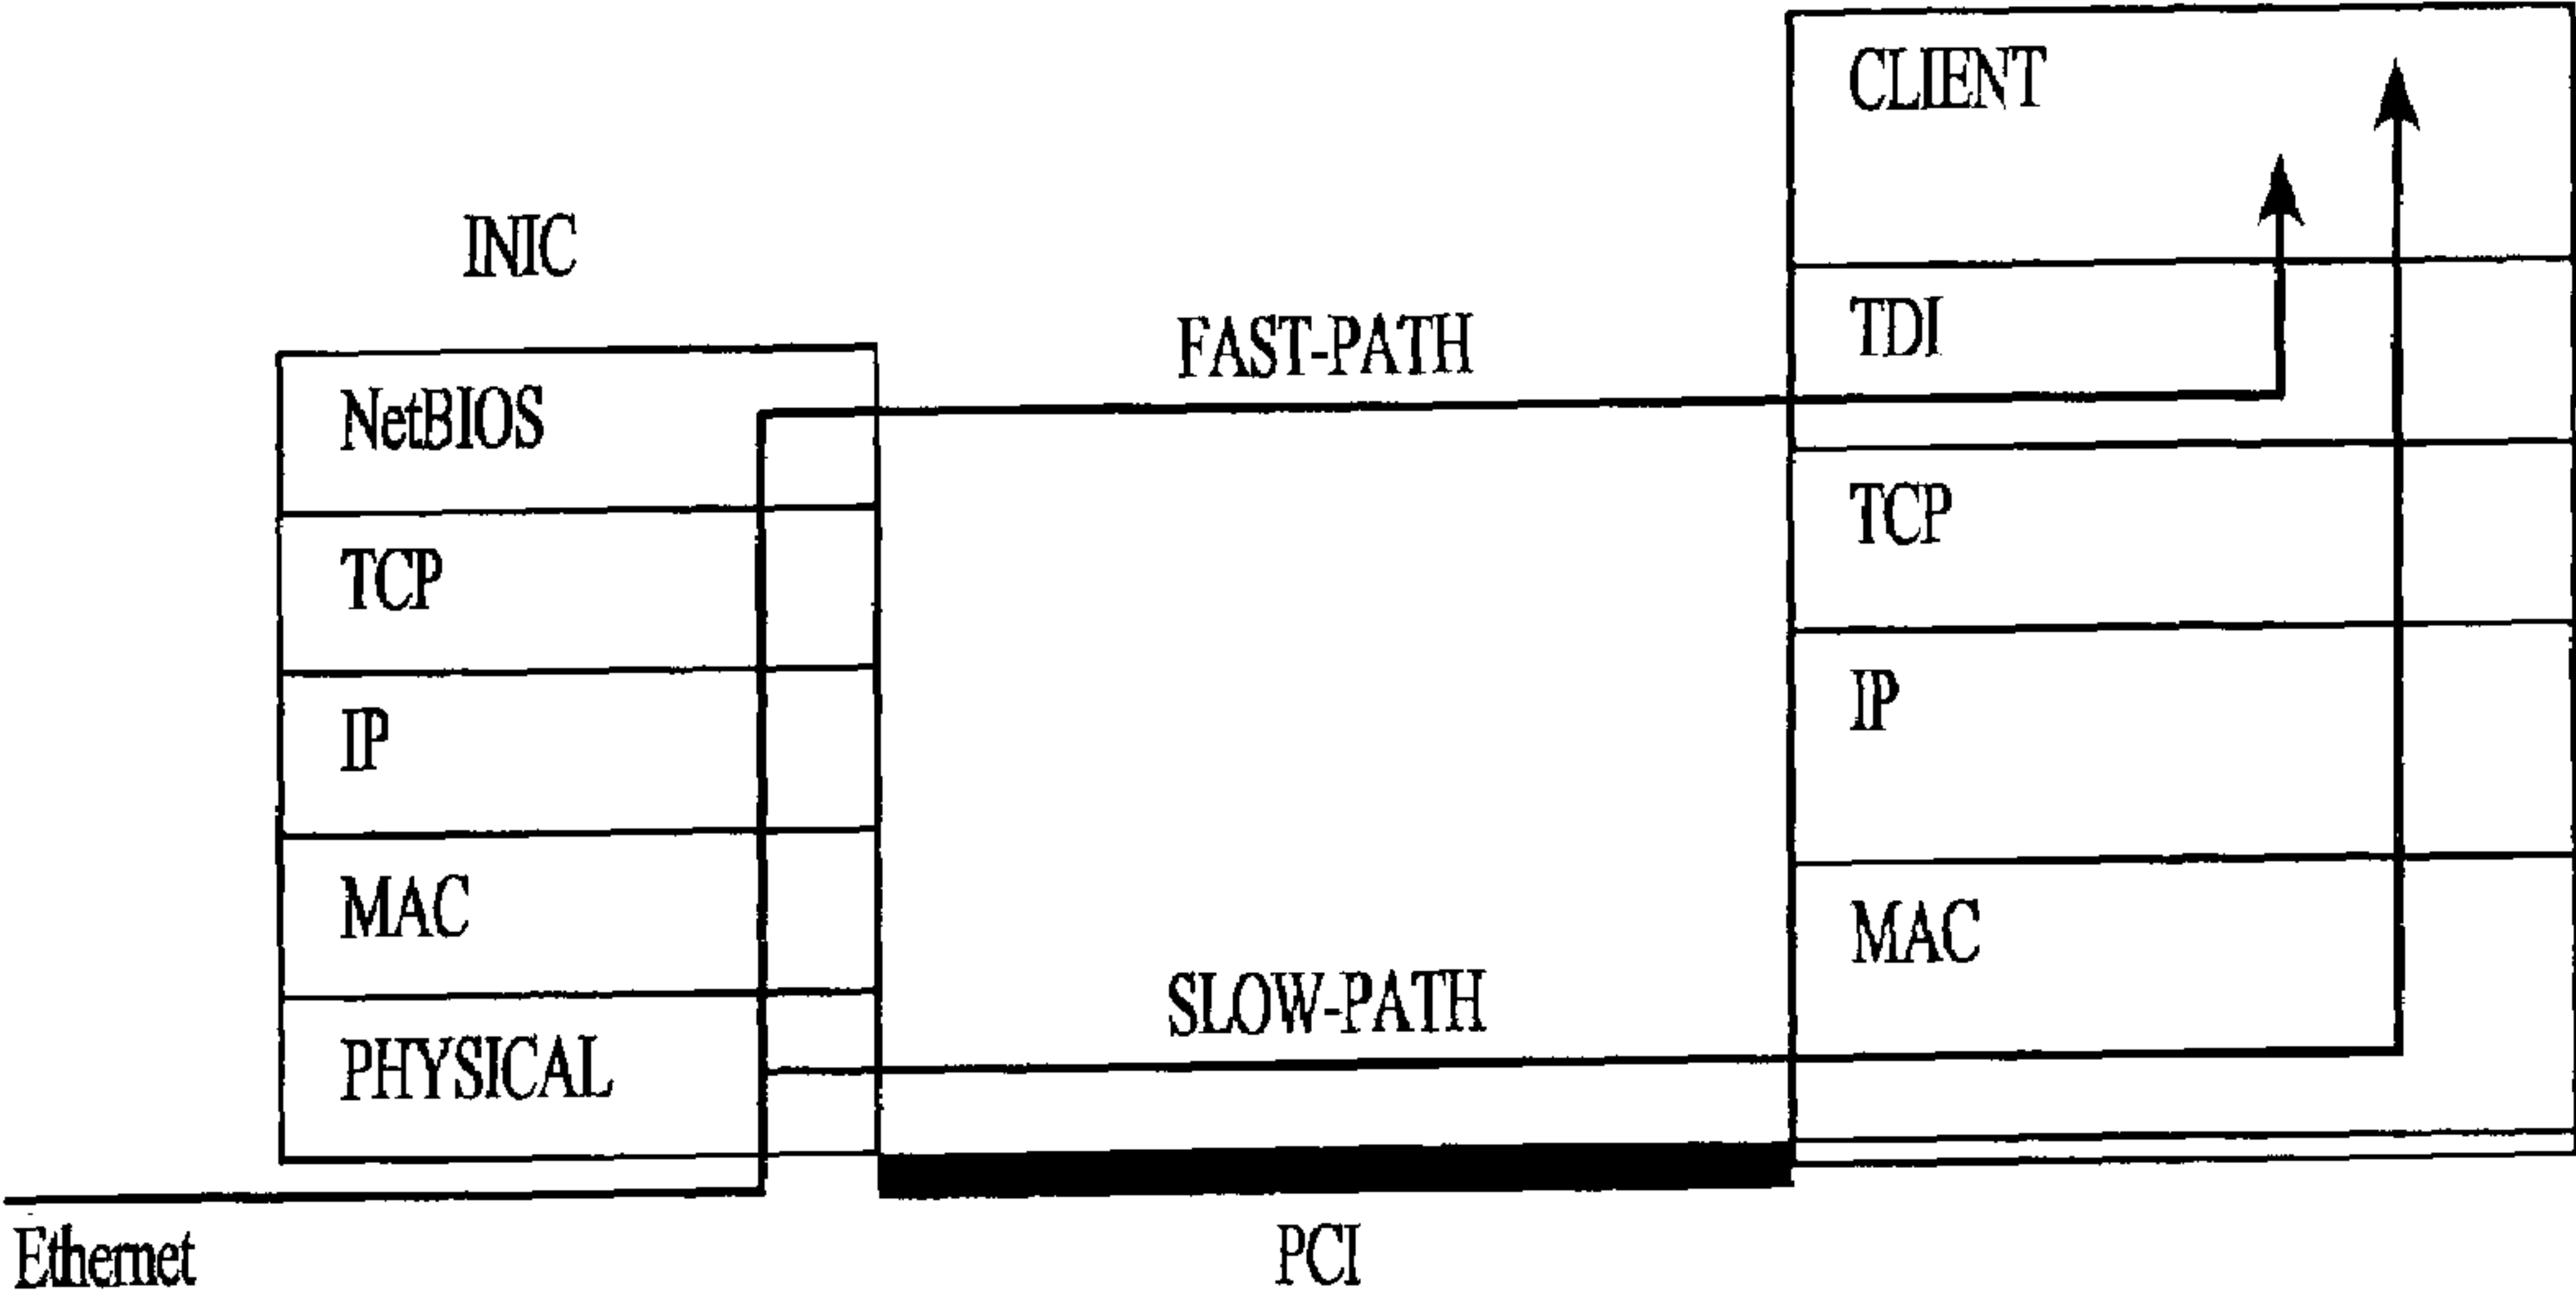 INIC
NetBIOS
TCP
IP
MAC
PHYSICAL
Ethernet
FAST-PATH
SLOW-PATH
PCI
CLIENT
TDI
TCP
IP
MAC